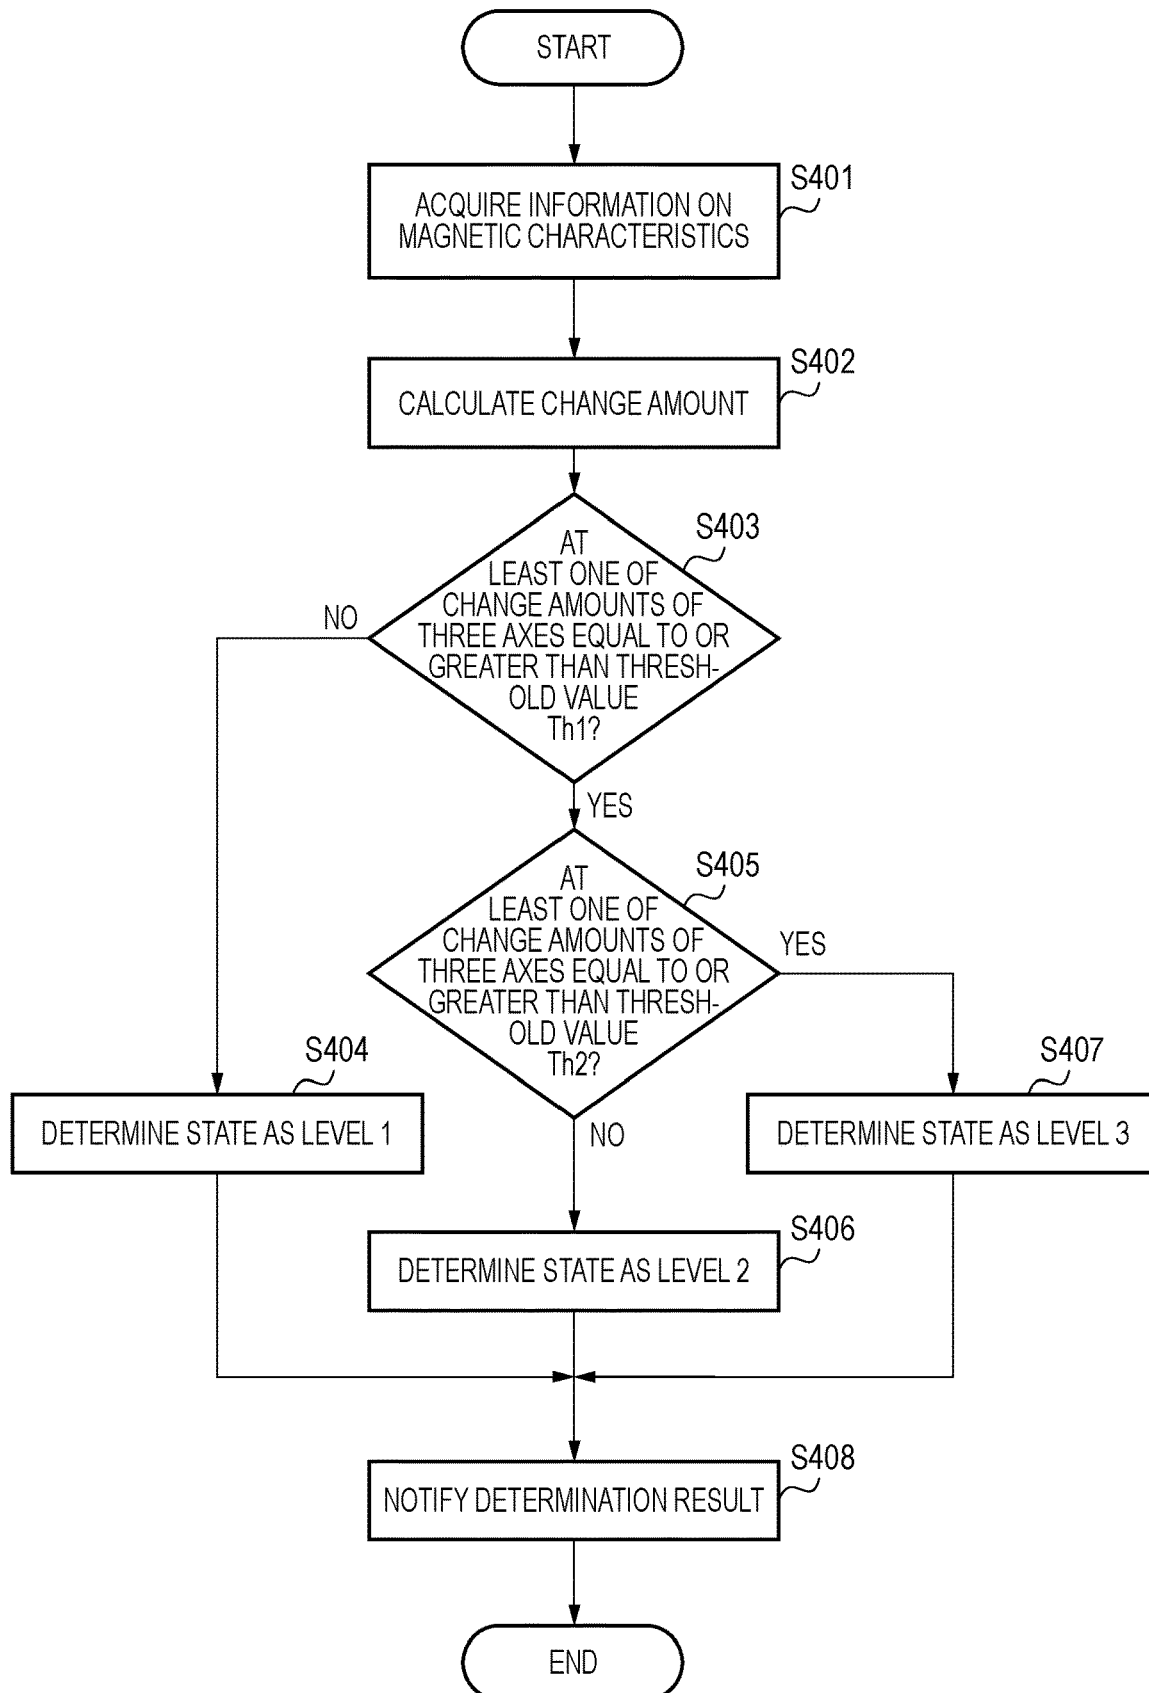 START
S401
ACQUIRE INFORMATION ON
MAGNETIC CHARACTERISTICS
S402
CALCULATE CHANGE AMOUNT
S403
AT
LEAST ONE OF
CHANGE AMOUNTS OF
THREE AXES EQUAL TO OR
GREATER THAN THRESH-
OLD VALUE
Th1?
NO
YES
S405
AT
LEAST ONE OF
CHANGE AMOUNTS OF
THREE AXES EQUAL TO OR
GREATER THAN THRESH-
OLD VALUE
Th2?
YES
NO
S404
DETERMINE STATE AS LEVEL 1
S407
DETERMINE STATE AS LEVEL 3
S406
DETERMINE STATE AS LEVEL 2
S408
NOTIFY DETERMINATION RESULT
END